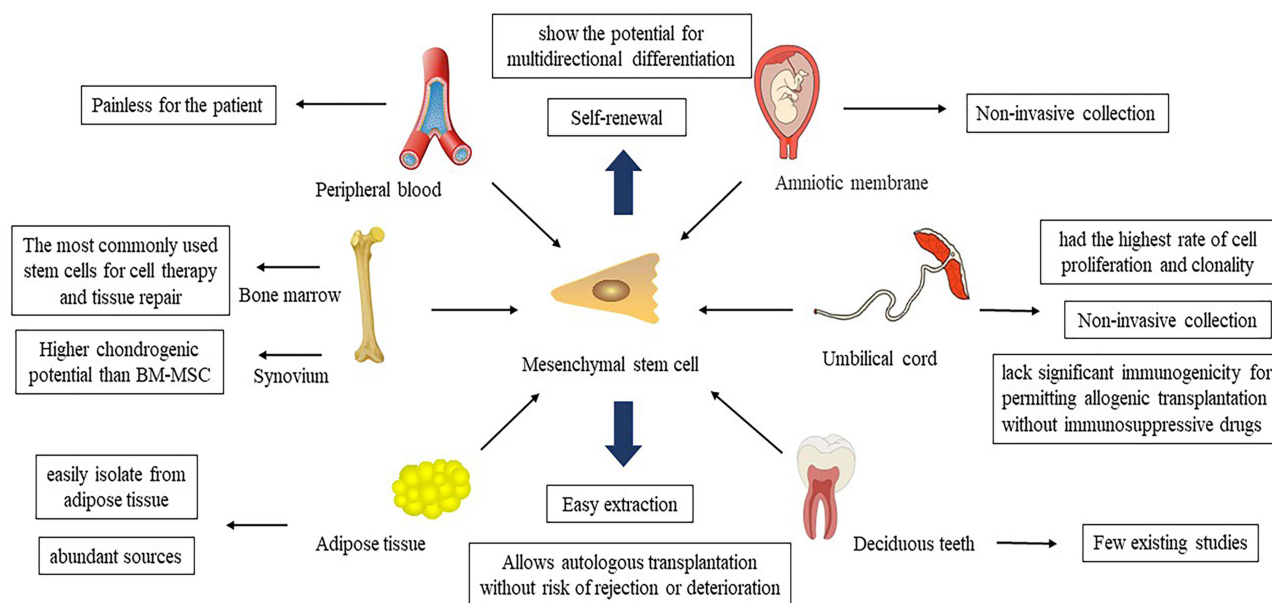 show the potential for
multidirectional differentiation
Painless for the patient
Self-renewal
Non-invasive collection
Peripheral blood
Amniotic membrane
The most commonly used
stem cells for cell therapy
and tissue repair
Bone marrow
had the highest rate of cell
proliferation and clonality
Non-invasive collection
Higher chondrogenic
potential than BM-MSC
Synovium
Mesenchymal stem cell
Umbilical cord
lack significant immunogenicity for
permitting allogenic transplantation
without immunosuppressive drugs
easily isolate from
adipose tissue
abundant sources
Adipose tissue
Easy extraction
Allows autologous transplantation
without risk of rejection or deterioration
Deciduous teeth
Few existing studies